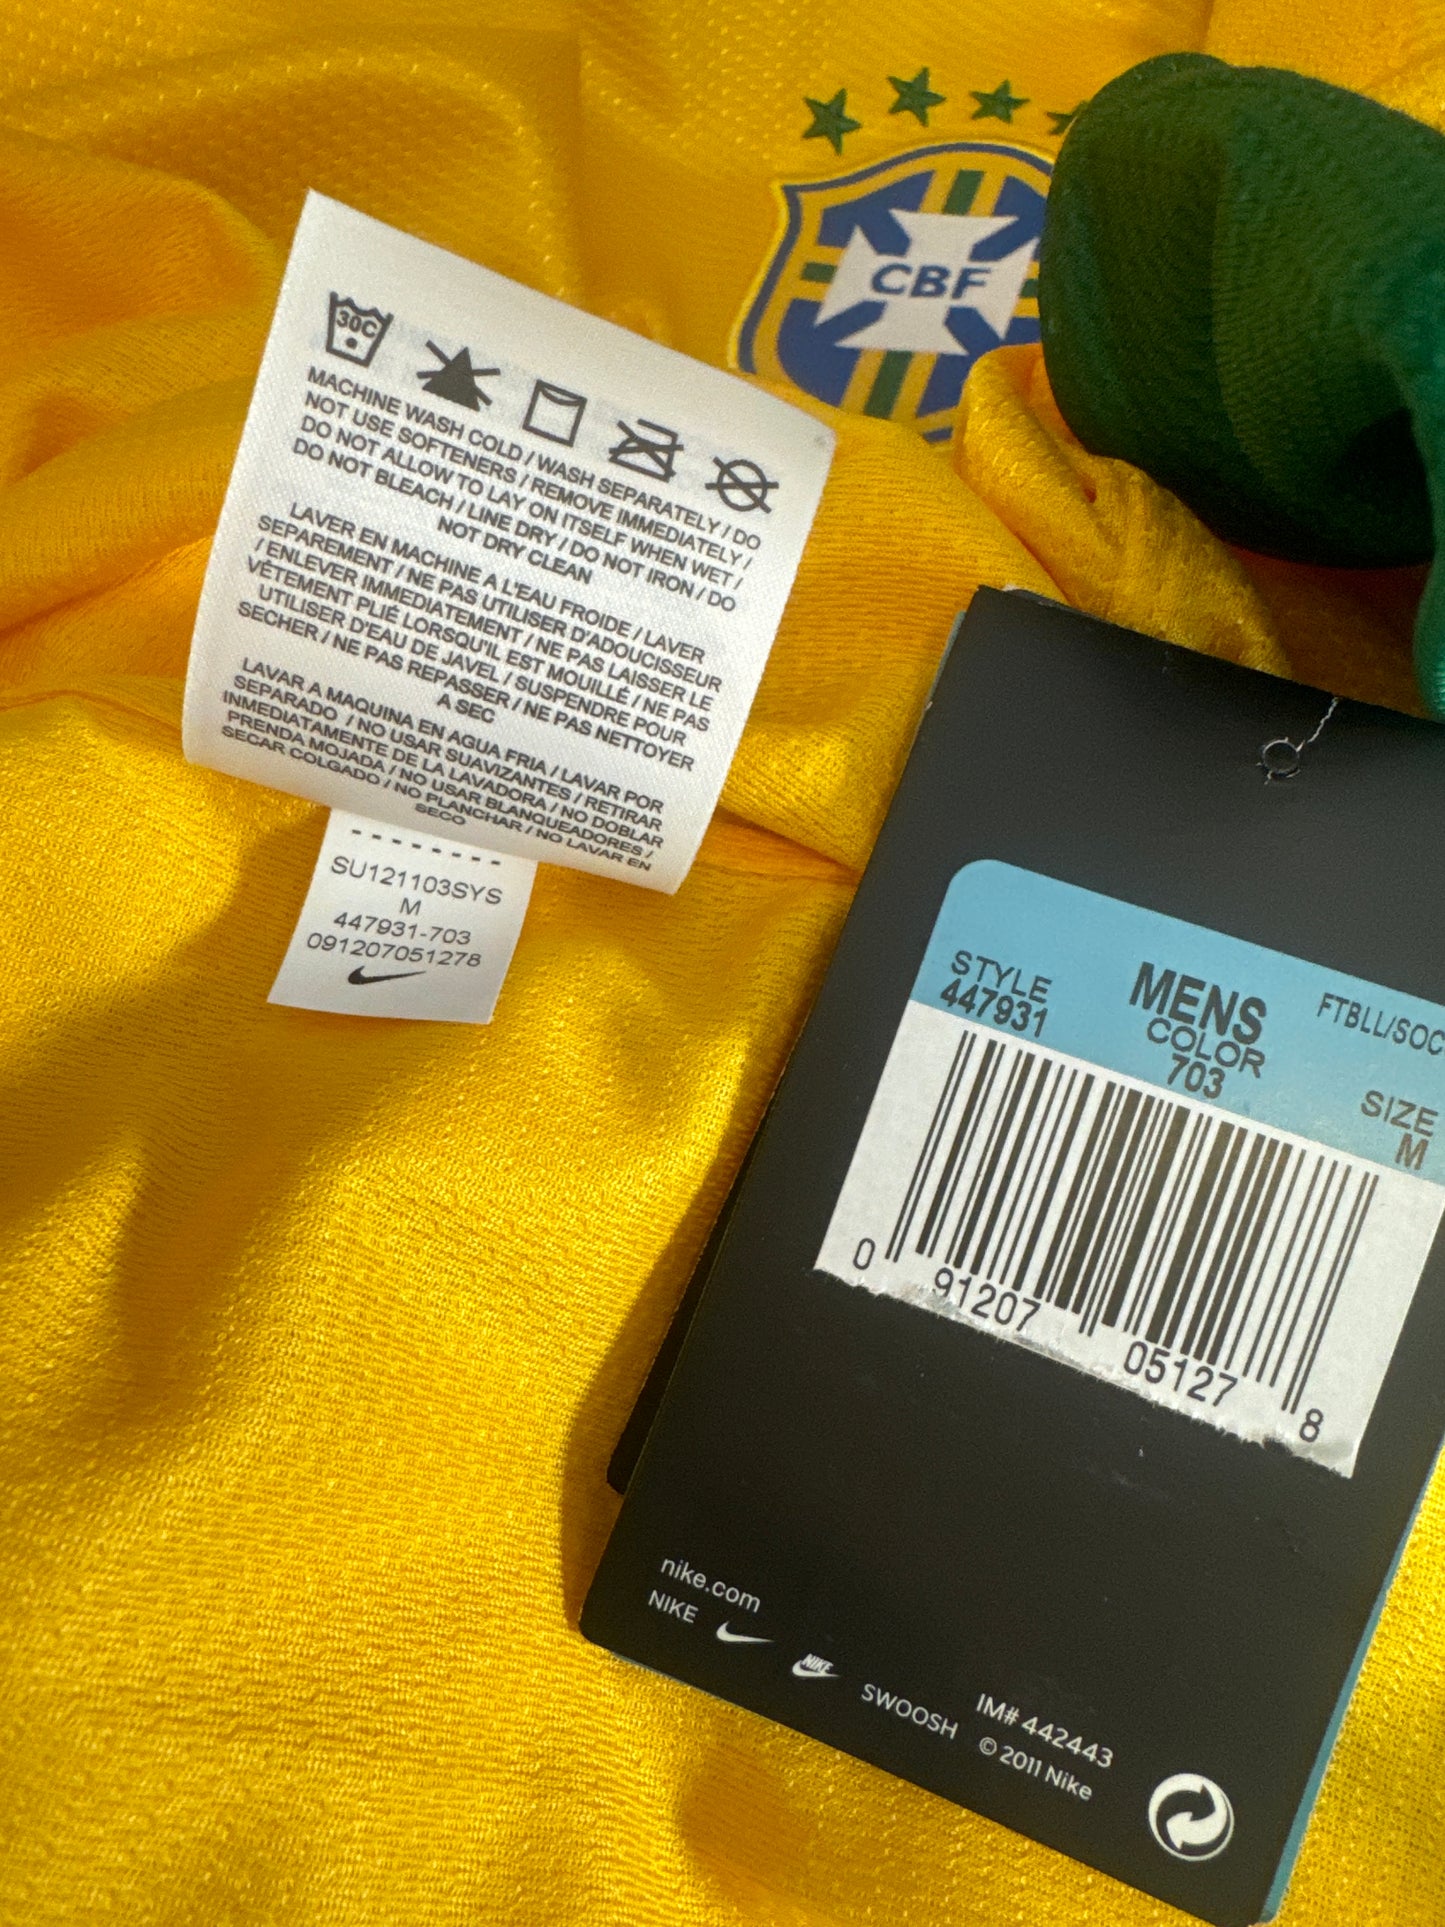 CBF
30C
MACHINE WASH COLD / WASH SEPARATELY / DO
NOT USE SOFTENERS / REMOVE IMMEDIATELY /
DO NOT ALLOW TO LAY ON ITSELF WHEN WET /
DO NOT BLEACH / LINE DRY / DO NOT IRON / DO
NOT DRY CLEAN
LAVER EN MACHINE A L'EAU FROIDE / LAVER
SEPAREMENT / NE PAS UTILISER D'ADOUCISSEUR
/ ENLEVER IMMEDIATEMENT / NE PAS LAISSER LE
VÊTEMENT PLIÉ LORSQU'IL EST MOUILLÉ / NE PAS
UTILISER D'EAU DE JAVEL / SUSPENDRE POUR
SECHER / NE PAS REPASSER / NE PAS NETTOYER
A SEC
LAVAR A MAQUINA EN AGUA FRIA / LAVAR POR
SEPARADO / NO USAR SUAVIZANTES / RETIRAR
INMEDIATAMENTE DE LA LAVADORA / NO DOBLAR
PRENDA MOJADA / NO USAR BLANQUEADORES /
SECAR COLGADO / NO PLANCHAR / NO LAVAR EN
SECO
SU121103SYS
M
447931-703
091207051278
STYLE
447931
MENS
COLOR
703
FTBLL/SOC
SIZE
M
0 91207 05127 8
nike.com
NIKE
NIKE
SWOOSH
IM# 442443
© 2011 Nike